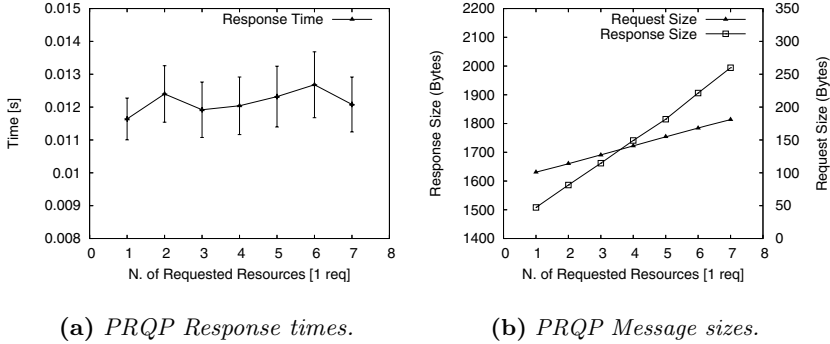 0.015
0.014
0.013
0.012
0.011
0.01
0.009
0.008
Time [s]
Response Time
0 1 2 3 4 5 6 7 8
N. of Requested Resources [1 req]
(a) PRQP Response times.
2200
2100
2000
1900
1800
1700
1600
1500
1400
Response Size (Bytes)
Request Size
Response Size
350
300
250
200
150
100
50
0
Request Size (Bytes)
0 1 2 3 4 5 6 7 8
N. of Requested Resources [1 req]
(b) PRQP Message sizes.